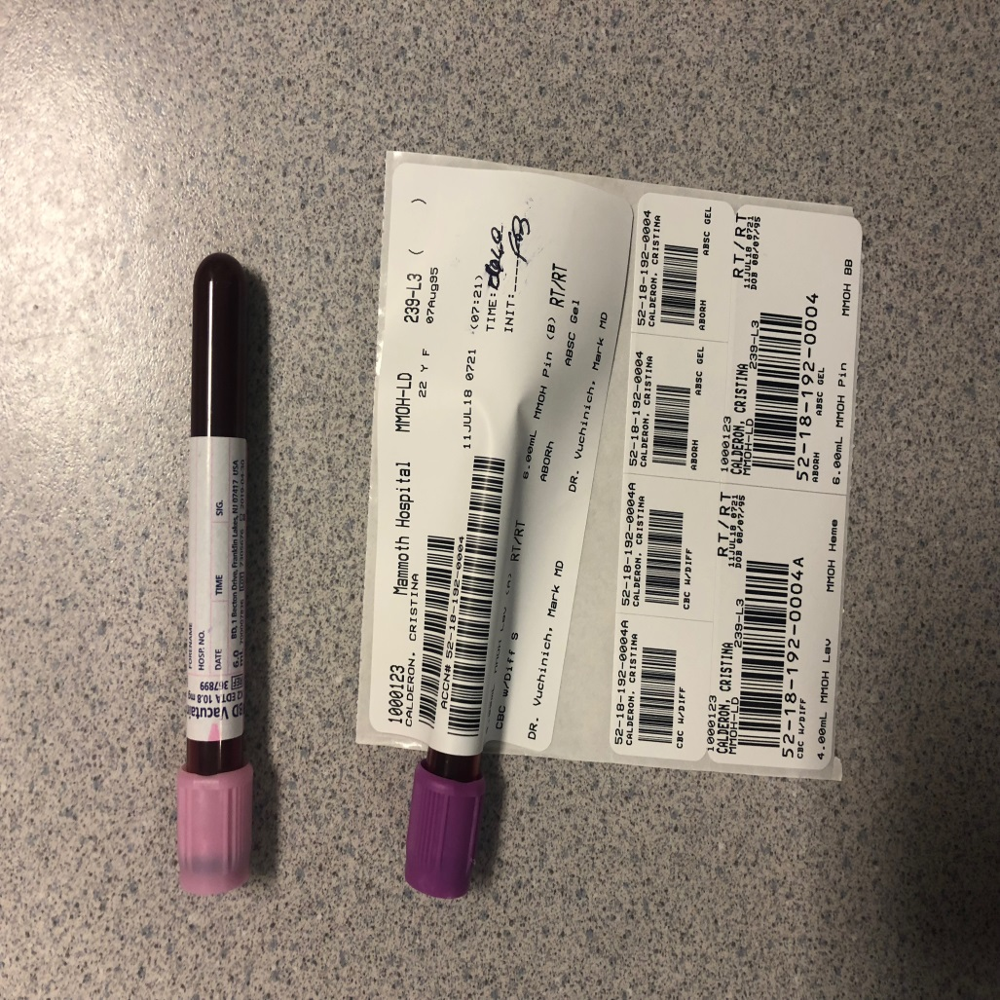 HOSP. NO.
DATE TIME SIG.
367899
EDTA 10.8 mg
6.0
BD, 1 Becton Drive, Franklin Lakes, NJ 07417 USA
BD Vacutain
1000123 Mammoth Hospital MMOH-LD 239-L3 ( )
CALDERON, CRISTINA 22 Y F 07Aug95
ACCN# 52-18-192-0004 11JUL18 0721 (07:21)
TIME:
INIT:
CBC w/Diff S RT/RT
6.00mL MMOH Pin (B) RT/RT
ABORh ABSC Gel
DR. Vuchinich, Mark MD
DR. Vuchinich, Mark MD
52-18-192-0004
CALDERON, CRISTINA
ABORH ABSC GEL
52-18-192-0004
CALDERON, CRISTINA
ABORH ABSC GEL
52-18-192-0004A
CALDERON, CRISTINA
CBC W/DIFF
52-18-192-0004A
CALDERON, CRISTINA
CBC W/DIFF
1000123 RT/RT
CALDERON, CRISTINA 11JUL18 0721
MMOH-LD 239-L3 DOB 08/07/95
52-18-192-0004
ABORH ABSC GEL
6.00mL MMOH Pin MMOH BB
1000123 RT/RT
CALDERON, CRISTINA 11JUL18 0721
MMOH-LD 239-L3 DOB 08/07/95
52-18-192-0004A
CBC W/DIFF
4.00mL MMOH Lav MMOH Heme